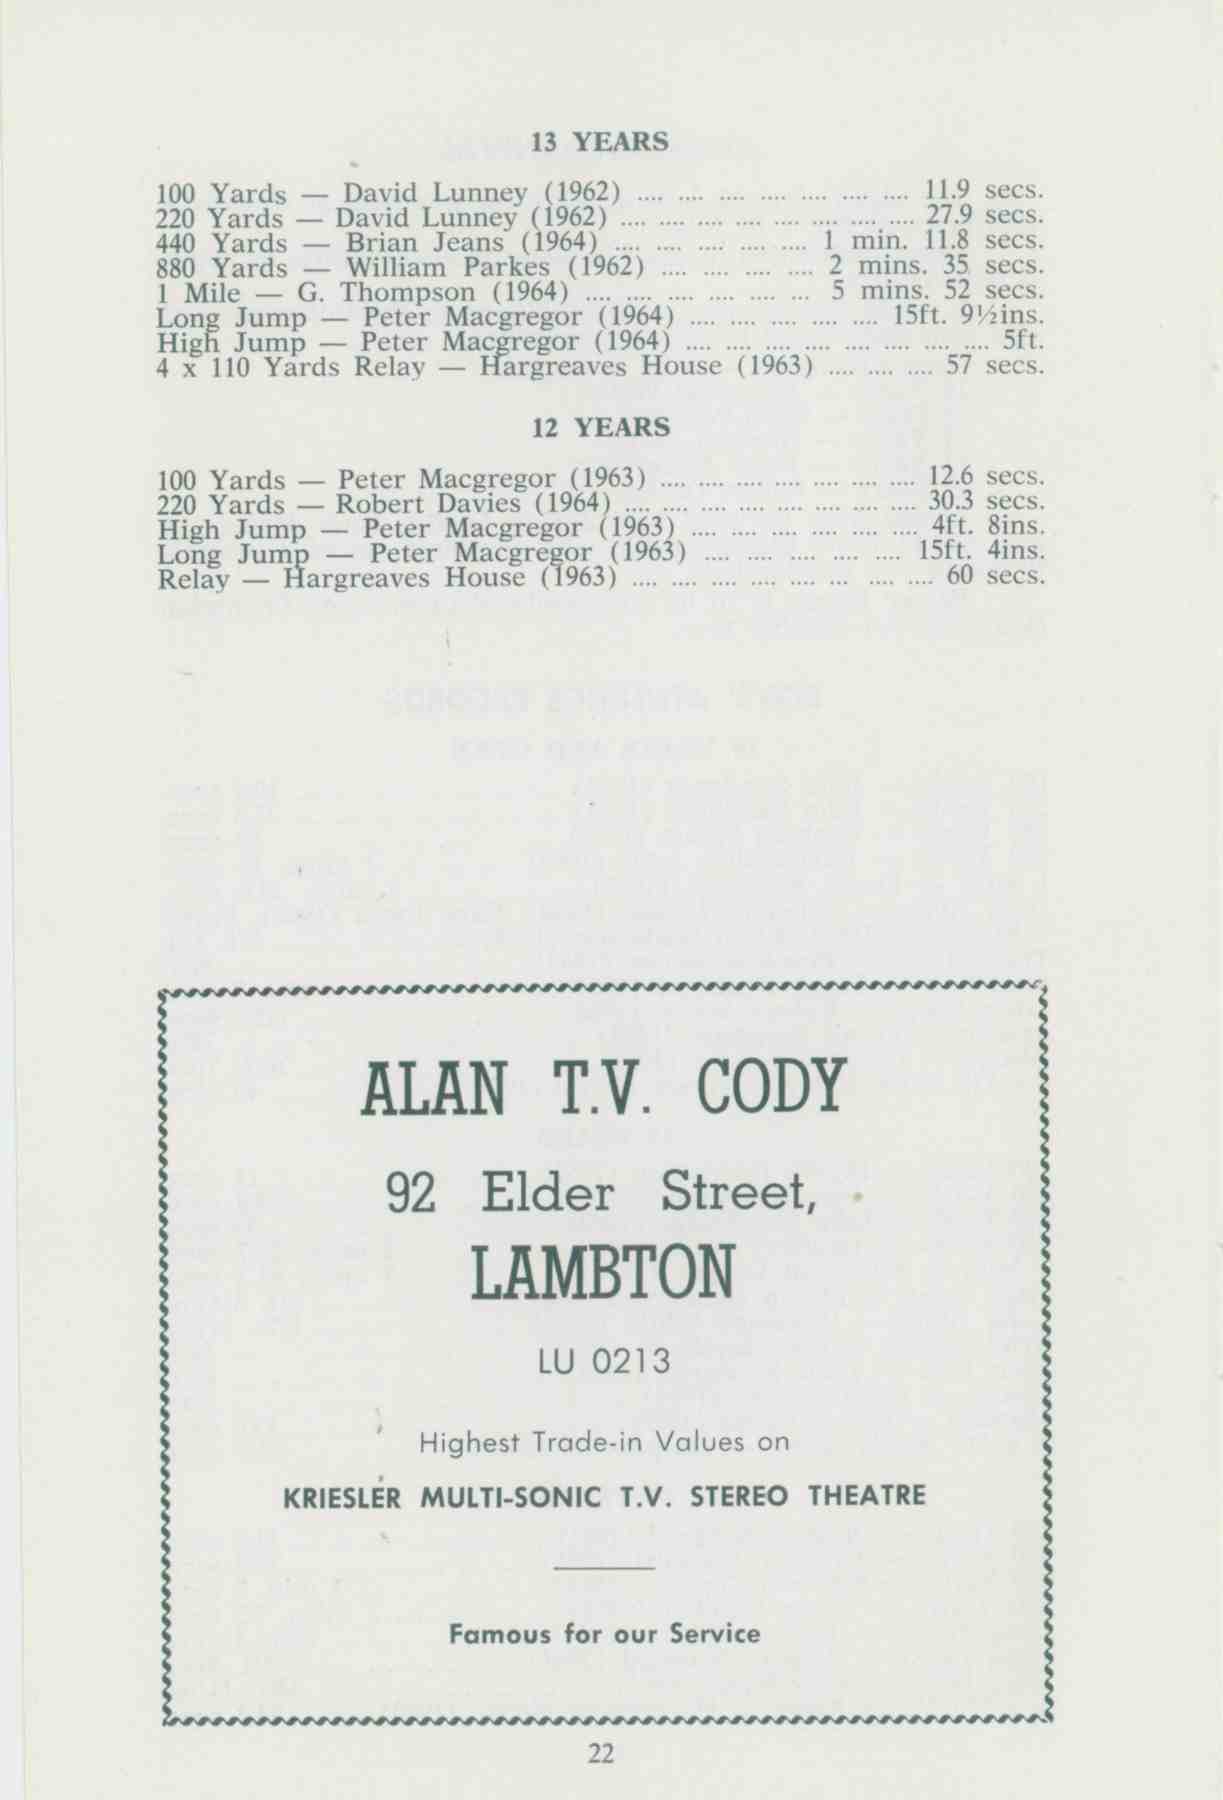 13 YEARS
100 Yards — David Lunney (1962) .... .... .... .... .... .... .... 11.9 secs.
220 Yards — David Lunney (1962) .... .... .... .... .... .... .... .... 27.9 secs.
440 Yards — Brian Jeans (1964) .... .... .... .... .... 1 min. 11.8 secs.
880 Yards — William Parkes (1962) .... .... .... .... 2 mins. 35 secs.
1 Mile — G. Thompson (1964) .... .... .... .... .... ... 5 mins. 52 secs.
Long Jump — Peter Macgregor (1964) .... .... .... .... .... 15ft. 9½ins.
High Jump — Peter Macgregor (1964) .... .... .... .... .... .... .... .... 5ft.
4 x 110 Yards Relay — Hargreaves House (1963) .... .... .... 57 secs.
12 YEARS
100 Yards — Peter Macgregor (1963) .... .... .... .... .... .... .... 12.6 secs.
220 Yards — Robert Davies (1964) .... .... .... .... .... .... .... .... 30.3 secs.
High Jump — Peter Macgregor (1963) .... .... .... .... .... .... 4ft. 8ins.
Long Jump — Peter Macgregor (1963) .... .... .... .... .... 15ft. 4ins.
Relay — Hargreaves House (1963) .... .... .... .... .... ... .... .... 60 secs.
ALAN T.V. CODY
92 Elder Street,
LAMBTON
LU 0213
Highest Trade-in Values on
KRIESLER MULTI-SONIC T.V. STEREO THEATRE
Famous for our Service
22